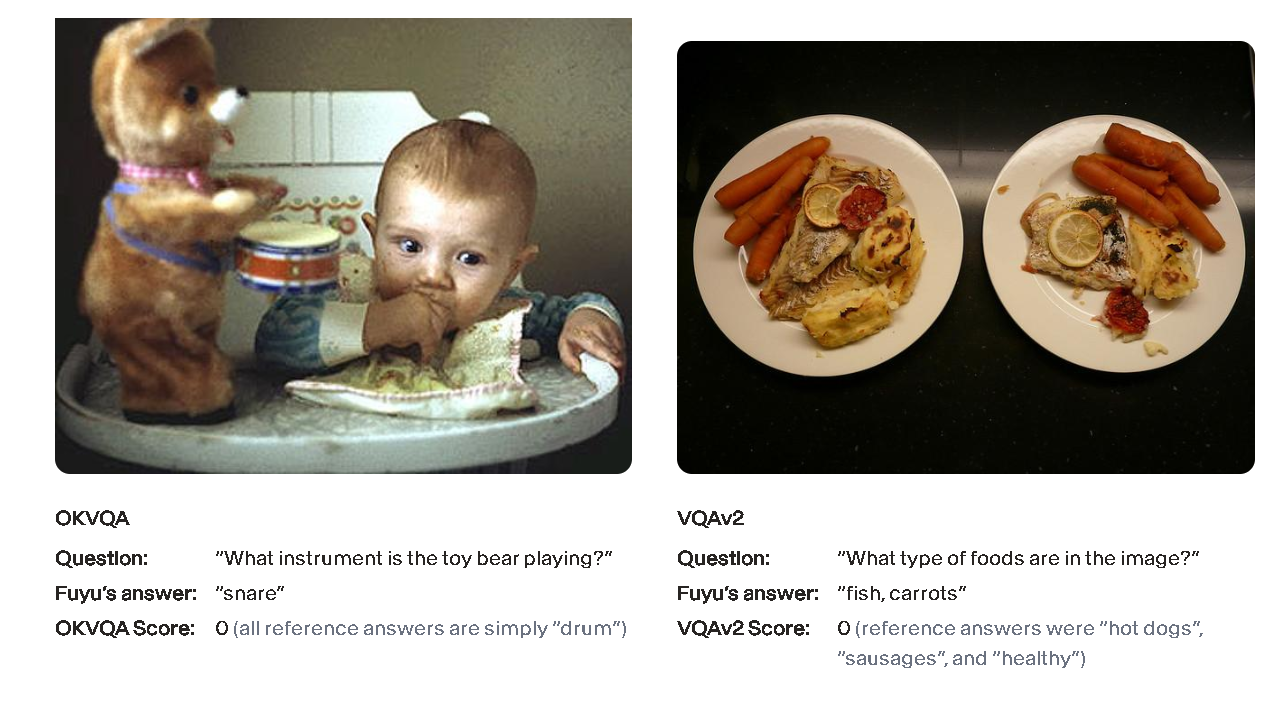 OKVQA
Question: "What instrument is the toy bear playing?"
Fuyu's answer: "snare"
OKVQA Score: 0 (all reference answers are simply "drum")
VQAv2
Question: "What type of foods are in the image?"
Fuyu's answer: "fish, carrots"
VQAv2 Score: 0 (reference answers were "hot dogs",
"sausages", and "healthy")